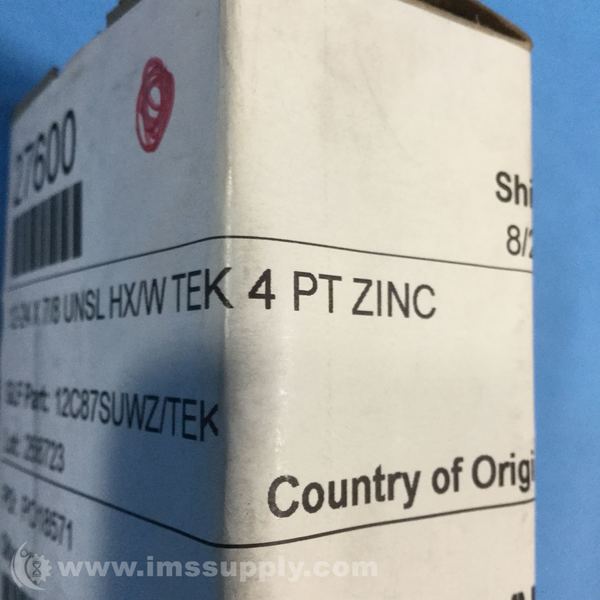 27600
Shi
8/2
12-24 X 7/8 UNSL HX/W TEK 4 PT ZINC
Part: 12C87SUWZ/TEK
Lot:
Country of Origi
www.imssupply.com